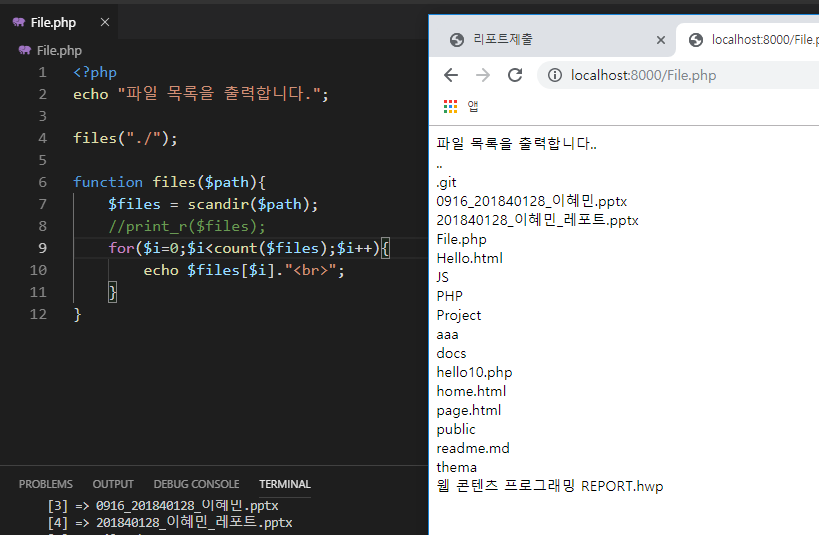 File.php
File.php
1 <?php
2 echo "파일 목록을 출력합니다.";
3
4 files("./");
5
6 function files($path){
7 $files = scandir($path);
8 //print_r($files);
9 for($i=0;$i<count($files);$i++){
10 echo $files[$i]."<br>";
11 }
12 }
PROBLEMS OUTPUT DEBUG CONSOLE TERMINAL
[3] => 0916_201840128_이혜민.pptx
[4] => 201840128_이혜민_레포트.pptx
리포트제출
localhost:8000/File.p
localhost:8000/File.php
앱
파일 목록을 출력합니다..
..
.git
0916_201840128_이혜민.pptx
201840128_이혜민_레포트.pptx
File.php
Hello.html
JS
PHP
Project
aaa
docs
hello10.php
home.html
page.html
public
readme.md
thema
웹 콘텐츠 프로그래밍 REPORT.hwp